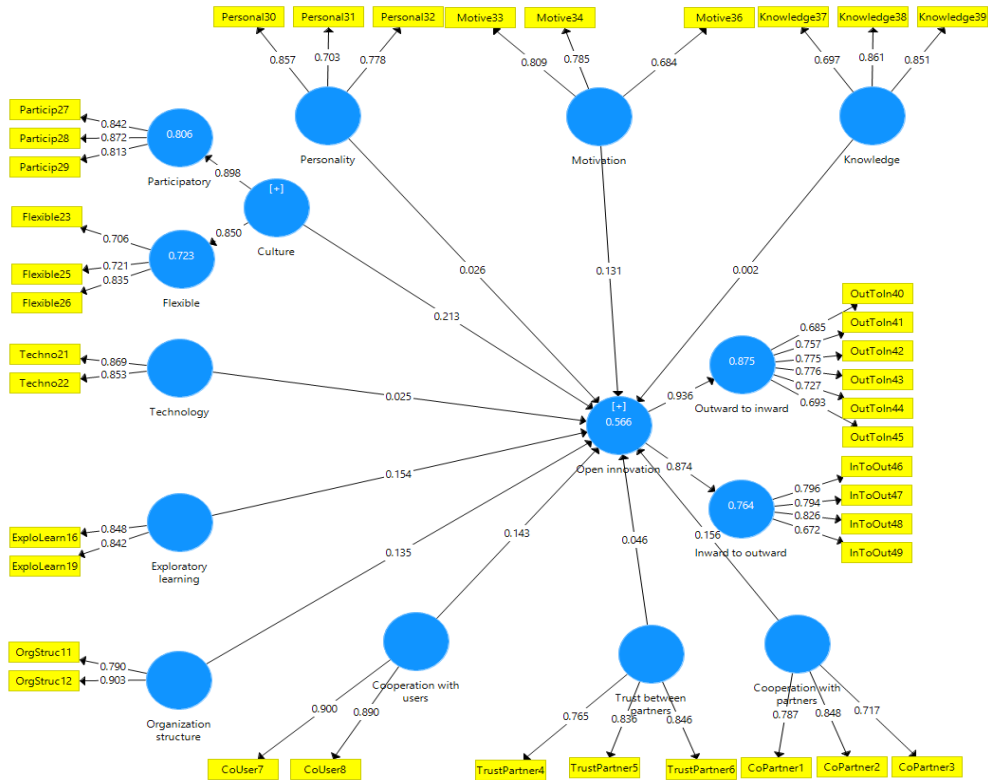 Personal30
Personal31
Personal32
Motive33
Motive34
Motive36
Knowledge37
Knowledge38
Knowledge39
0.857
0.703
0.778
0.809
0.785
0.684
0.697
0.861
0.851
Particip27
Particip28
Particip29
0.842
0.872
0.813
0.806
Participatory
Personality
Motivation
Knowledge
0.898
[+]
Culture
Flexible23
Flexible25
Flexible26
0.706
0.721
0.835
0.723
Flexible
0.850
0.026
0.131
0.002
0.213
OutToIn40
OutToIn41
OutToIn42
OutToIn43
OutToIn44
OutToIn45
0.685
0.757
0.775
0.776
0.727
0.693
0.875
Outward to inward
0.936
Techno21
Techno22
0.869
0.853
Technology
0.025
[+]
0.566
Open innovation
0.874
InToOut46
InToOut47
InToOut48
InToOut49
0.796
0.794
0.826
0.672
0.764
Inward to outward
0.154
ExploLearn16
ExploLearn19
0.848
0.842
Exploratory
learning
0.135
0.143
0.046
0.156
OrgStruc11
OrgStruc12
0.790
0.903
Organization
structure
Cooperation with
users
Trust between
partners
Cooperation with
partners
0.900
0.890
0.765
0.836
0.846
0.787
0.848
0.717
CoUser7
CoUser8
TrustPartner4
TrustPartner5
TrustPartner6
CoPartner1
CoPartner2
CoPartner3